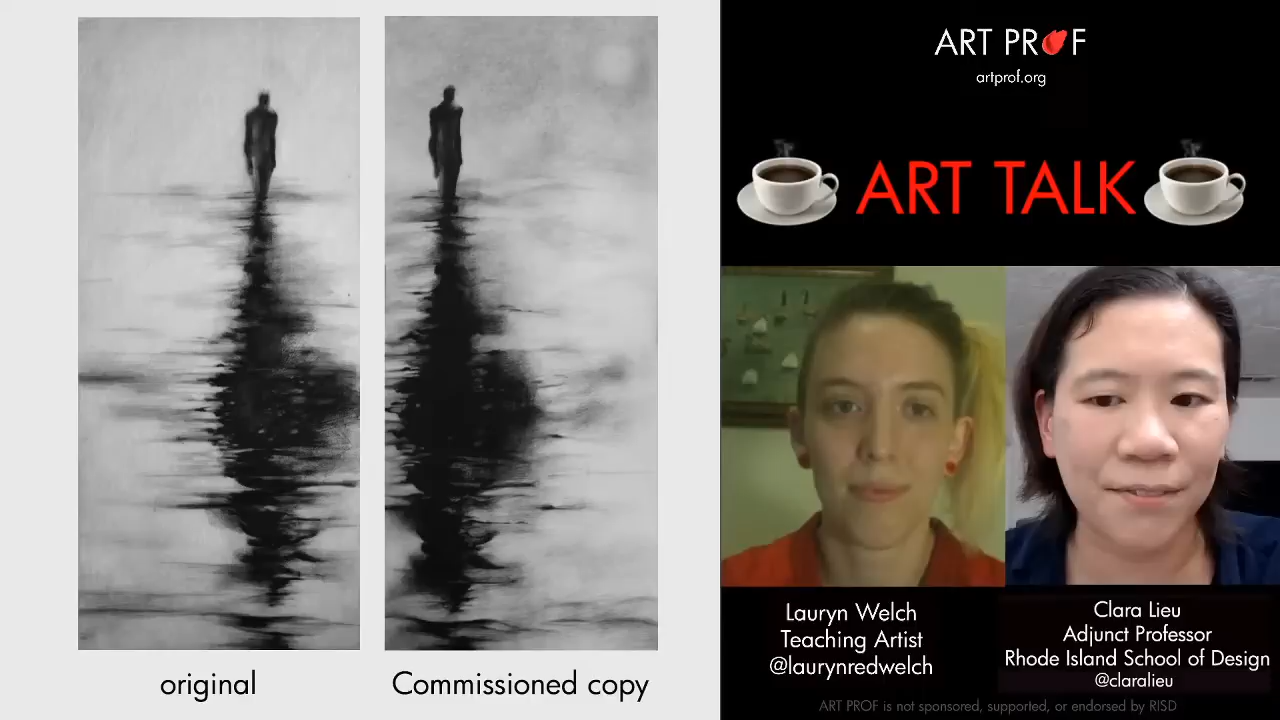 ART PROF
artprof.org
ART TALK
original
Commissioned copy
Lauryn Welch
Teaching Artist
@laurynredwelch
Clara Lieu
Adjunct Professor
Rhode Island School of Design
@claralieu
ART PROF is not sponsored, supported, or endorsed by RISD